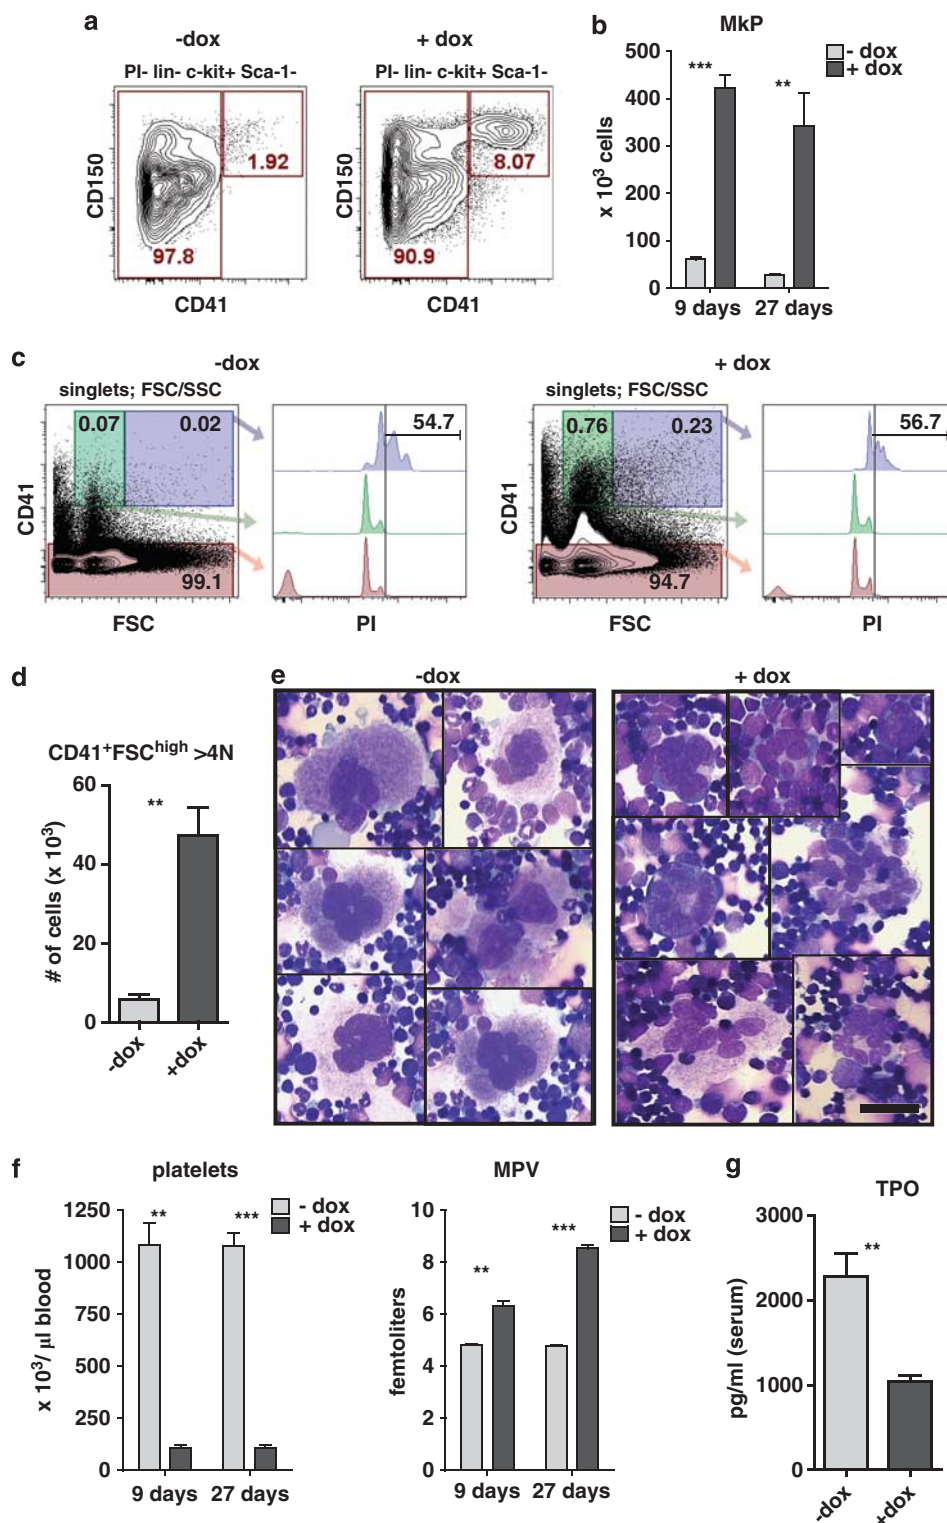 a
-dox
+ dox
PI- lin- c-kit+ Sca-1-
PI- lin- c-kit+ Sca-1-
CD150
1.92
97.8
CD41
CD150
8.07
90.9
CD41
b
MkP
- dox
+ dox
x 10³ cells
500
400
300
200
100
0
***
**
9 days
27 days
c
-dox
+ dox
singlets; FSC/SSC
singlets; FSC/SSC
CD41
0.07
0.02
99.1
FSC
54.7
PI
CD41
0.76
0.23
94.7
FSC
56.7
PI
d
CD41⁺FSCʰⁱᵍʰ >4N
# of cells (x 10³)
60
40
20
0
**
-dox
+dox
e
-dox
+ dox
f
platelets
- dox
+ dox
x 10³/ µl blood
1250
1000
750
500
250
0
**
***
9 days
27 days
MPV
- dox
+ dox
femtoliters
10
8
6
4
2
0
**
***
9 days
27 days
g
TPO
pg/ml (serum)
3000
2000
1000
0
**
-dox
+dox